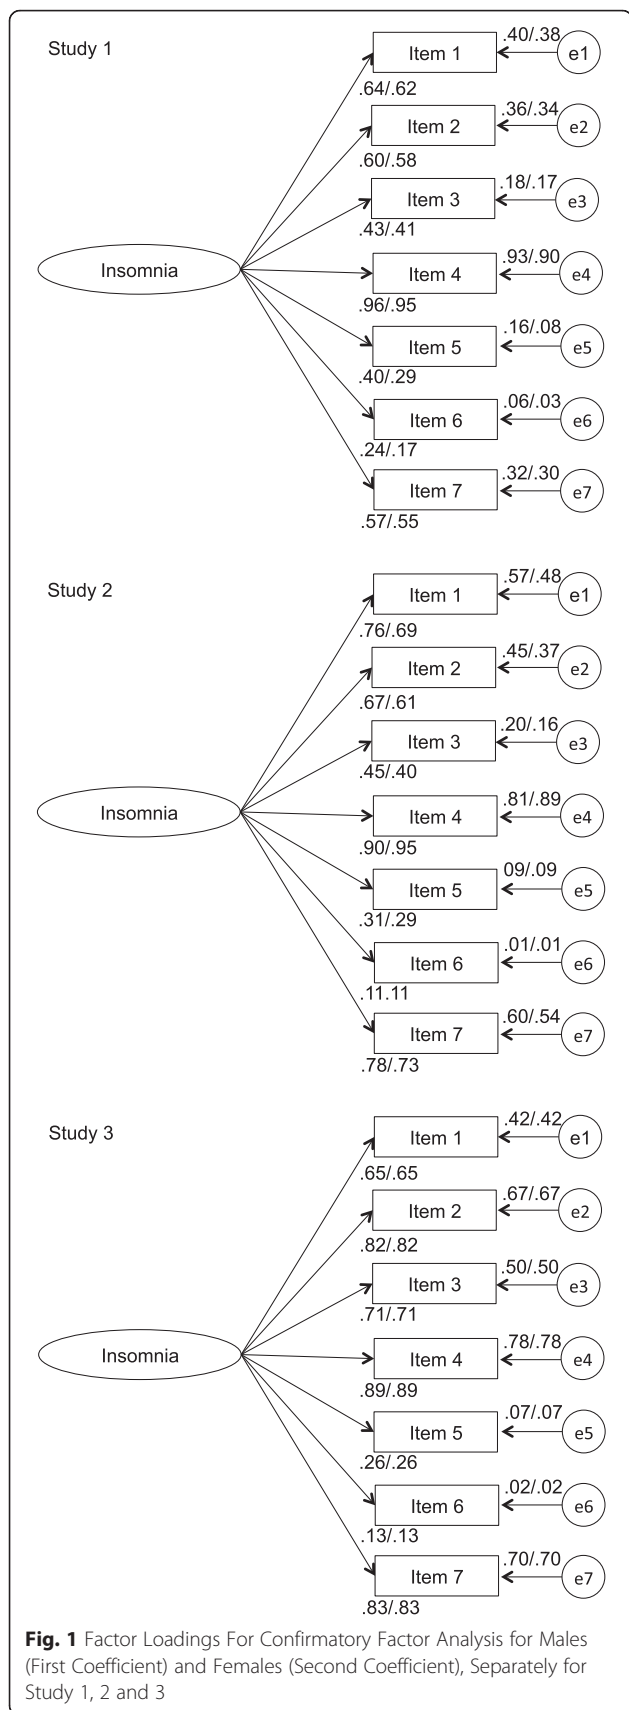 Study 1
Item 1
.40/.38
e1
.64/.62
Item 2
.36/.34
e2
.60/.58
Item 3
.18/.17
e3
.43/.41
Insomnia
Item 4
.93/.90
e4
.96/.95
Item 5
.16/.08
e5
.40/.29
Item 6
.06/.03
e6
.24/.17
Item 7
.32/.30
e7
.57/.55
Study 2
Item 1
.57/.48
e1
.76/.69
Item 2
.45/.37
e2
.67/.61
Item 3
.20/.16
e3
.45/.40
Insomnia
Item 4
.81/.89
e4
.90/.95
Item 5
09/.09
e5
.31/.29
Item 6
.01/.01
e6
.11.11
Item 7
.60/.54
e7
.78/.73
Study 3
Item 1
.42/.42
e1
.65/.65
Item 2
.67/.67
e2
.82/.82
Item 3
.50/.50
e3
.71/.71
Insomnia
Item 4
.78/.78
e4
.89/.89
Item 5
.07/.07
e5
.26/.26
Item 6
.02/.02
e6
.13/.13
Item 7
.70/.70
e7
.83/.83
Fig. 1 Factor Loadings For Confirmatory Factor Analysis for Males
(First Coefficient) and Females (Second Coefficient), Separately for
Study 1, 2 and 3